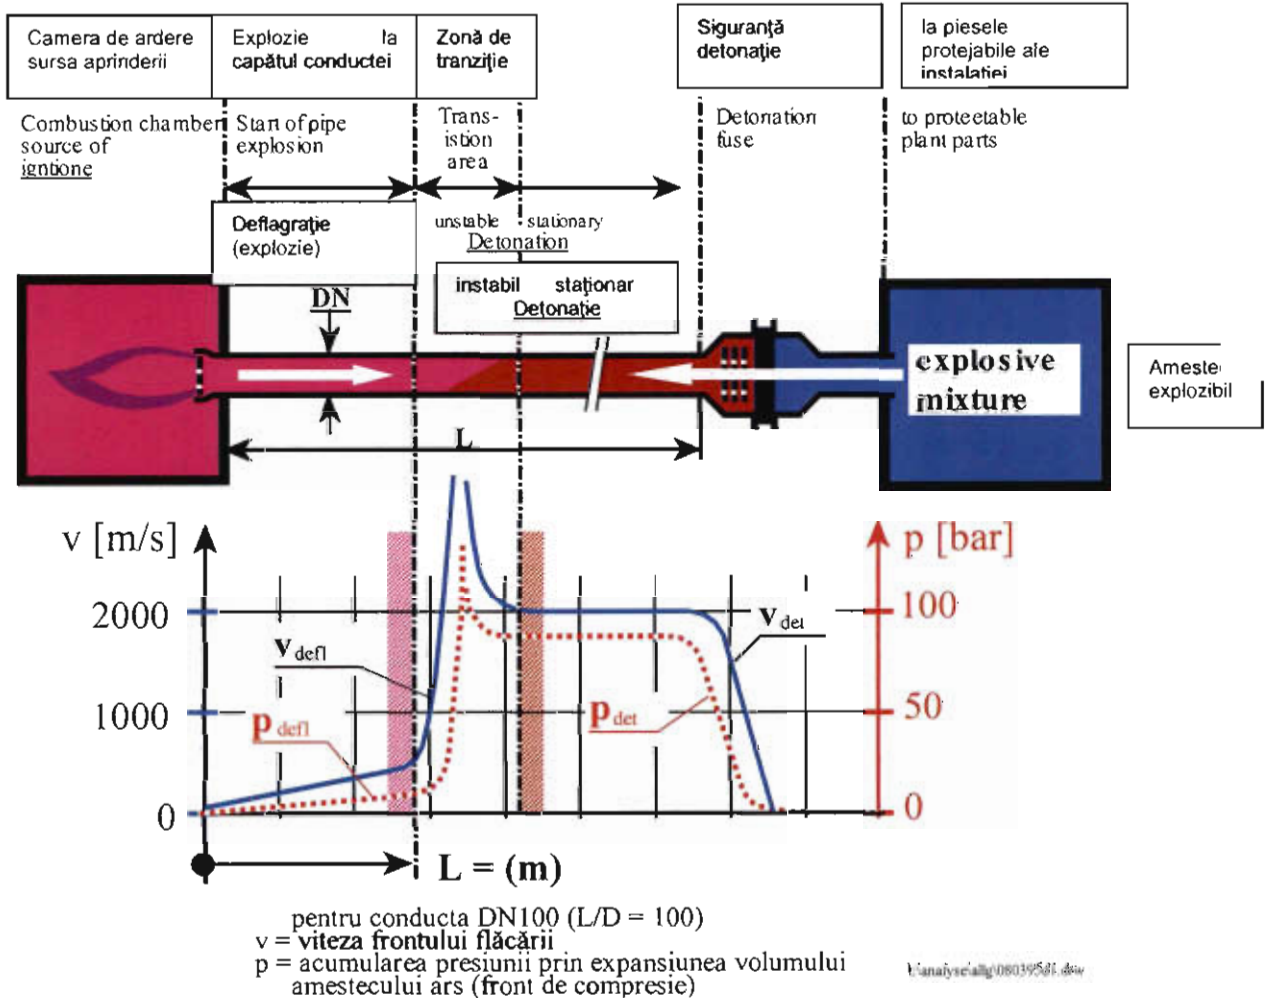 Camera de ardere
sursa aprinderii
Explozie la
capătul conductei
Zonă de
tranziție
Siguranță
detonație
la piesele
protejabile ale
instalației
Combustion chamber
source of
igntione
Start of pipe
explosion
Trans-
istion
area
Detonation
fuse
to proteetable
plant parts
Deflagrație
(explozie)
unstable stationary
Detonation
instabil staționar
Detonație
DN
explosive
mixture
Ameste
explozibil
L
v [m/s]
p [bar]
2000
1000
0
100
50
0
v defl
p defl
v det
p det
L = (m)
pentru conducta DN100 (L/D = 100)
v = viteza frontului flăcării
p = acumularea presiunii prin expansiunea volumului
amestecului ars (front de compresie)